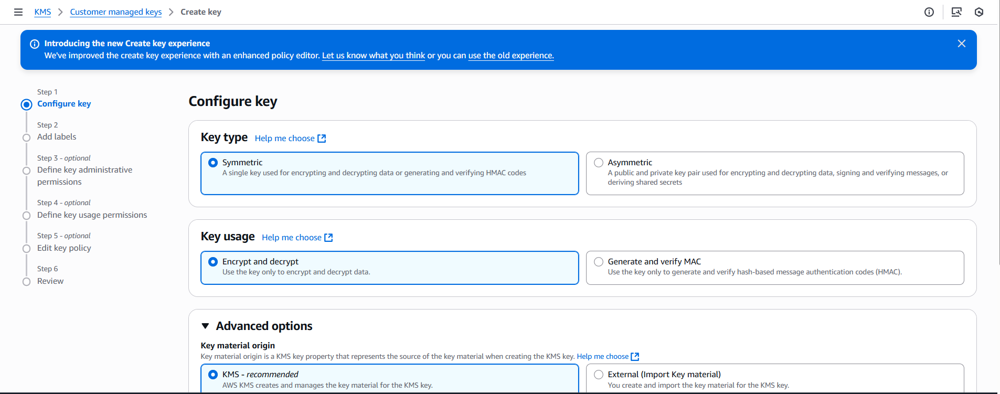 KMS > Customer managed keys > Create key
Introducing the new Create key experience
We've improved the create key experience with an enhanced policy editor. Let us know what you think or you can use the old experience.
Step 1
Configure key
Step 2
Add labels
Step 3 - optional
Define key administrative
permissions
Step 4 - optional
Define key usage permissions
Step 5 - optional
Edit key policy
Step 6
Review
Configure key
Key type Help me choose
Symmetric
A single key used for encrypting and decrypting data or generating and verifying HMAC codes
Asymmetric
A public and private key pair used for encrypting and decrypting data, signing and verifying messages, or
deriving shared secrets
Key usage Help me choose
Encrypt and decrypt
Use the key only to encrypt and decrypt data.
Generate and verify MAC
Use the key only to generate and verify hash-based message authentication codes (HMAC).
Advanced options
Key material origin
Key material origin is a KMS key property that represents the source of the key material when creating the KMS key. Help me choose
KMS - recommended
AWS KMS creates and manages the key material for the KMS key.
External (Import Key material)
You create and import the key material for the KMS key.